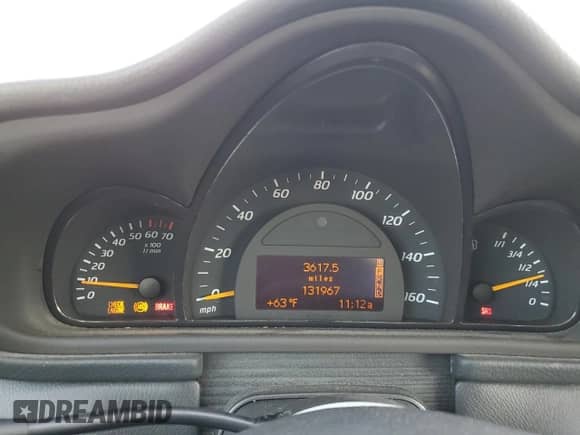 0 10 20 30 40 50 60 70
x 100
1/min
CHECK ENGINE
BRAKE
0 20 40 60 80 100 120 140 160
mph
3617.5
miles
131967
+63°F 11:12a
1/1 3/4 1/2 1/4 0
SRS
DREAMBID